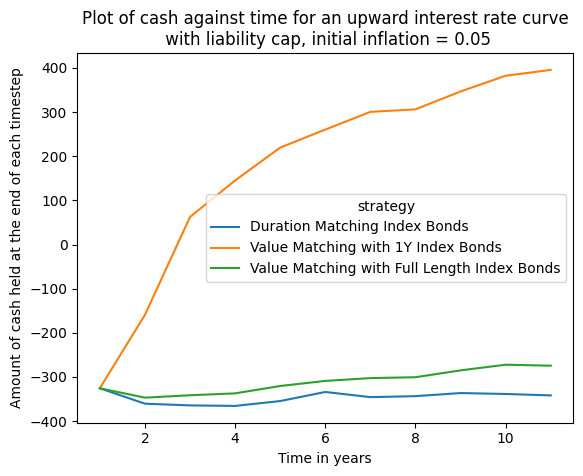 Plot of cash against time for an upward interest rate curve
with liability cap, initial inflation = 0.05
Amount of cash held at the end of each timestep
400
300
200
100
0
−100
−200
−300
−400
strategy
Duration Matching Index Bonds
Value Matching with 1Y Index Bonds
Value Matching with Full Length Index Bonds
2
4
6
8
10
Time in years